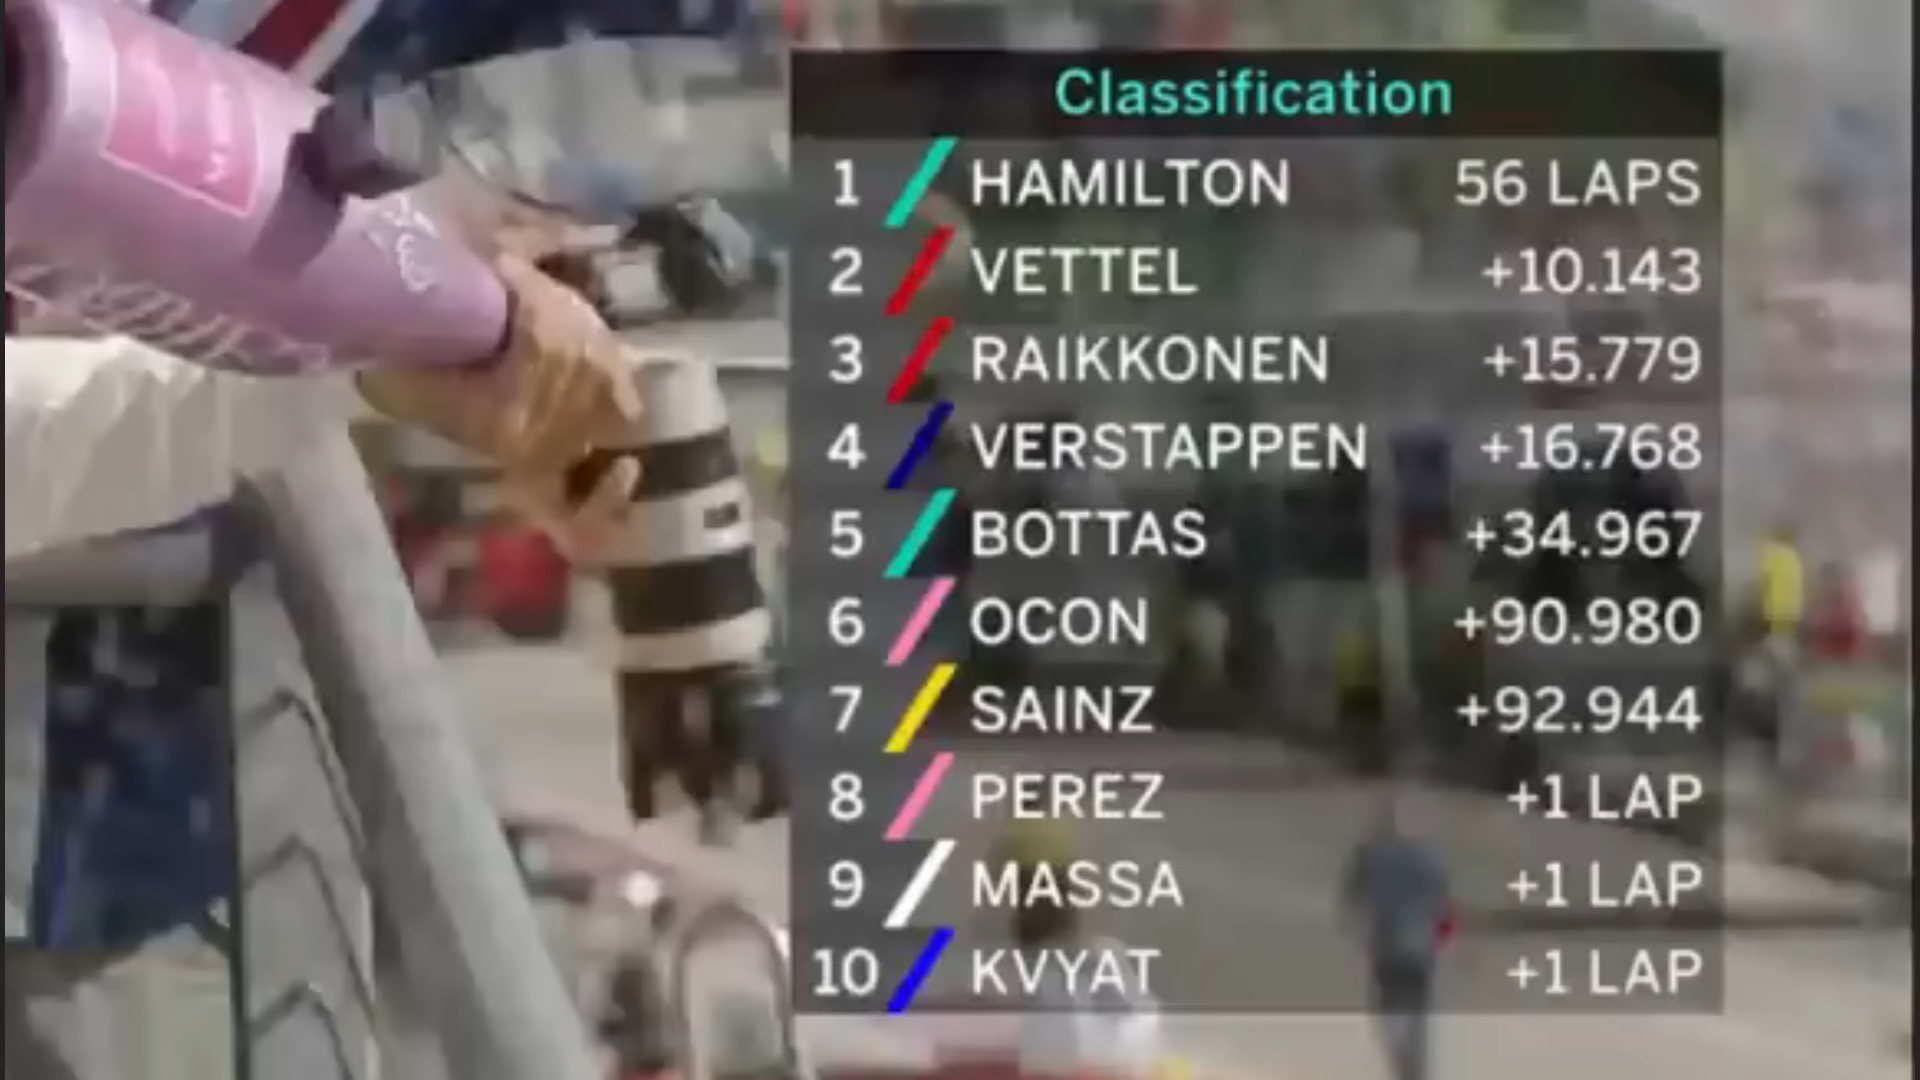 Classification
1 HAMILTON 56 LAPS
2 VETTEL +10.143
3 RAIKKONEN +15.779
4 VERSTAPPEN +16.768
5 BOTTAS +34.967
6 OCON +90.980
7 SAINZ +92.944
8 PEREZ +1 LAP
9 MASSA +1 LAP
10 KVYAT +1 LAP